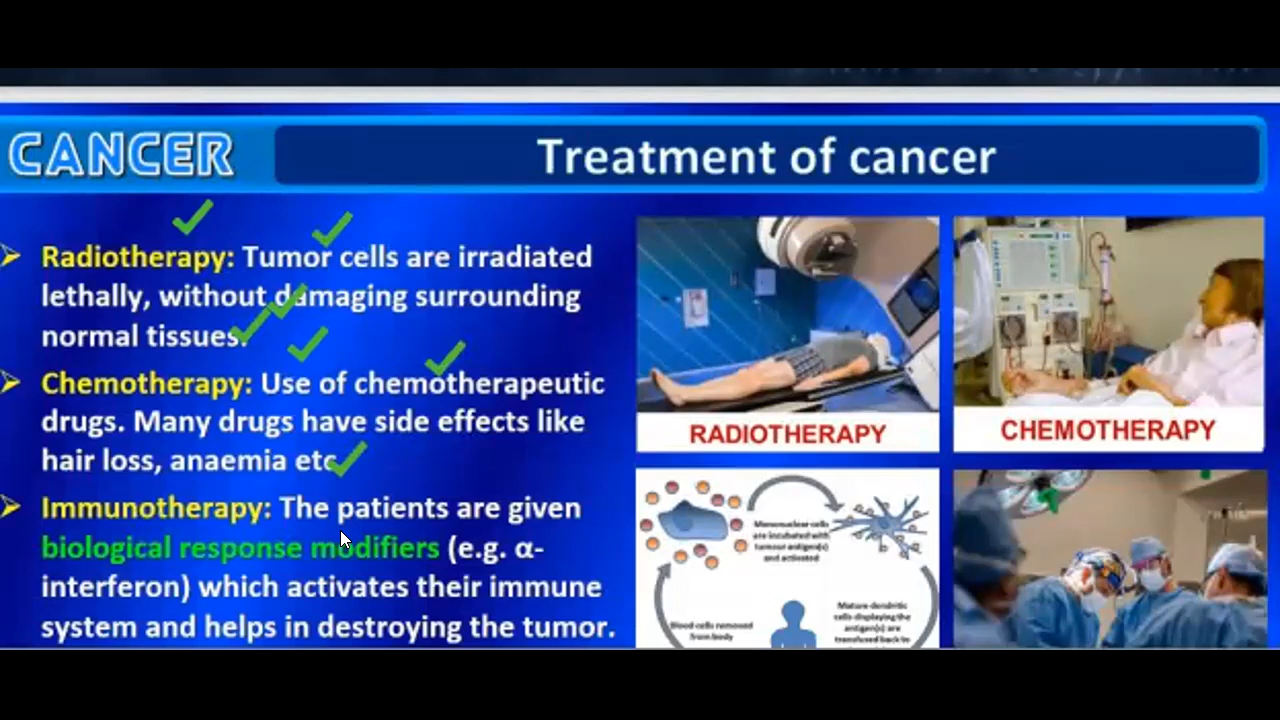 CANCER
Treatment of cancer
Radiotherapy: Tumor cells are irradiated
lethally, without damaging surrounding
normal tissues.
Chemotherapy: Use of chemotherapeutic
drugs. Many drugs have side effects like
hair loss, anaemia etc
Immunotherapy: The patients are given
biological response modifiers (e.g. α-
interferon) which activates their immune
system and helps in destroying the tumor.
RADIOTHERAPY
CHEMOTHERAPY
Mononuclear cells
are incubated with
tumour antigen(s)
and activated
Blood cells removed
from body
Mature dendritic
cells displaying the
antigen(s) are
transfused back to